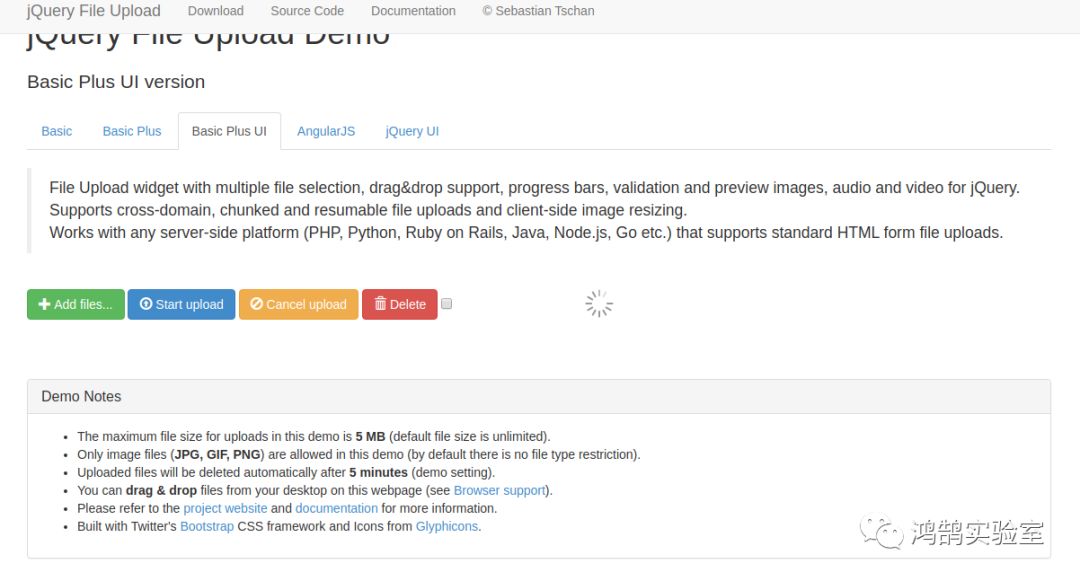 jQuery File Upload Download Source Code Documentation © Sebastian Tschan
jQuery File Upload Demo
Basic Plus UI version
Basic Basic Plus Basic Plus UI AngularJS jQuery UI
File Upload widget with multiple file selection, drag&drop support, progress bars, validation and preview images, audio and video for jQuery.
Supports cross-domain, chunked and resumable file uploads and client-side image resizing.
Works with any server-side platform (PHP, Python, Ruby on Rails, Java, Node.js, Go etc.) that supports standard HTML form file uploads.
Add files... Start upload Cancel upload Delete
Demo Notes
• The maximum file size for uploads in this demo is 5 MB (default file size is unlimited).
• Only image files (JPG, GIF, PNG) are allowed in this demo (by default there is no file type restriction).
• Uploaded files will be deleted automatically after 5 minutes (demo setting).
• You can drag & drop files from your desktop on this webpage (see Browser support).
• Please refer to the project website and documentation for more information.
• Built with Twitter's Bootstrap CSS framework and Icons from Glyphicons.
鸿鹄实验室